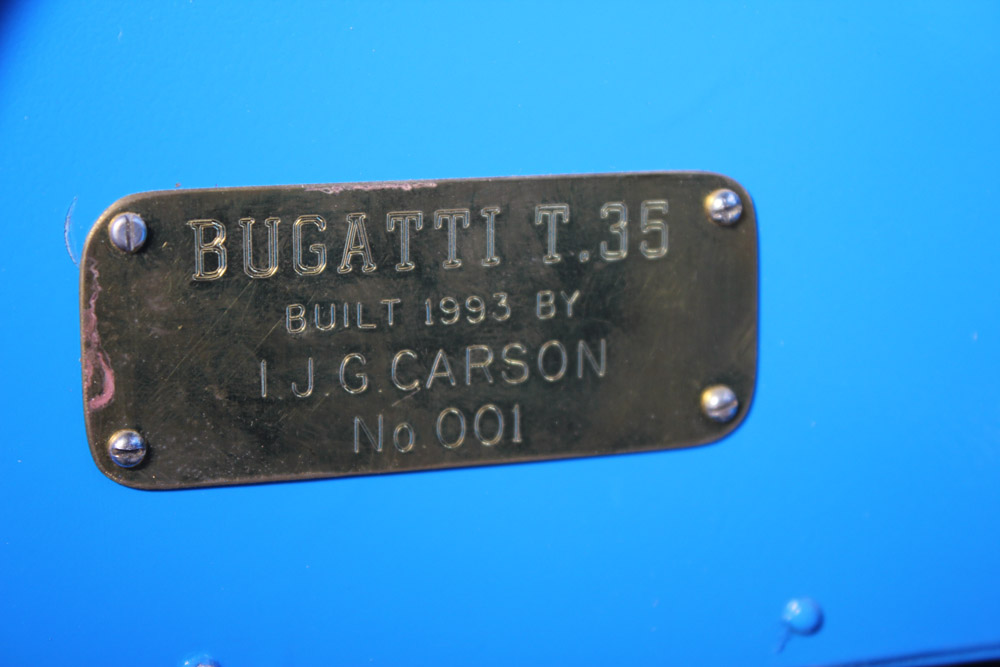 BUGATTI T.35
BUILT 1993 BY
I J G CARSON
No 001